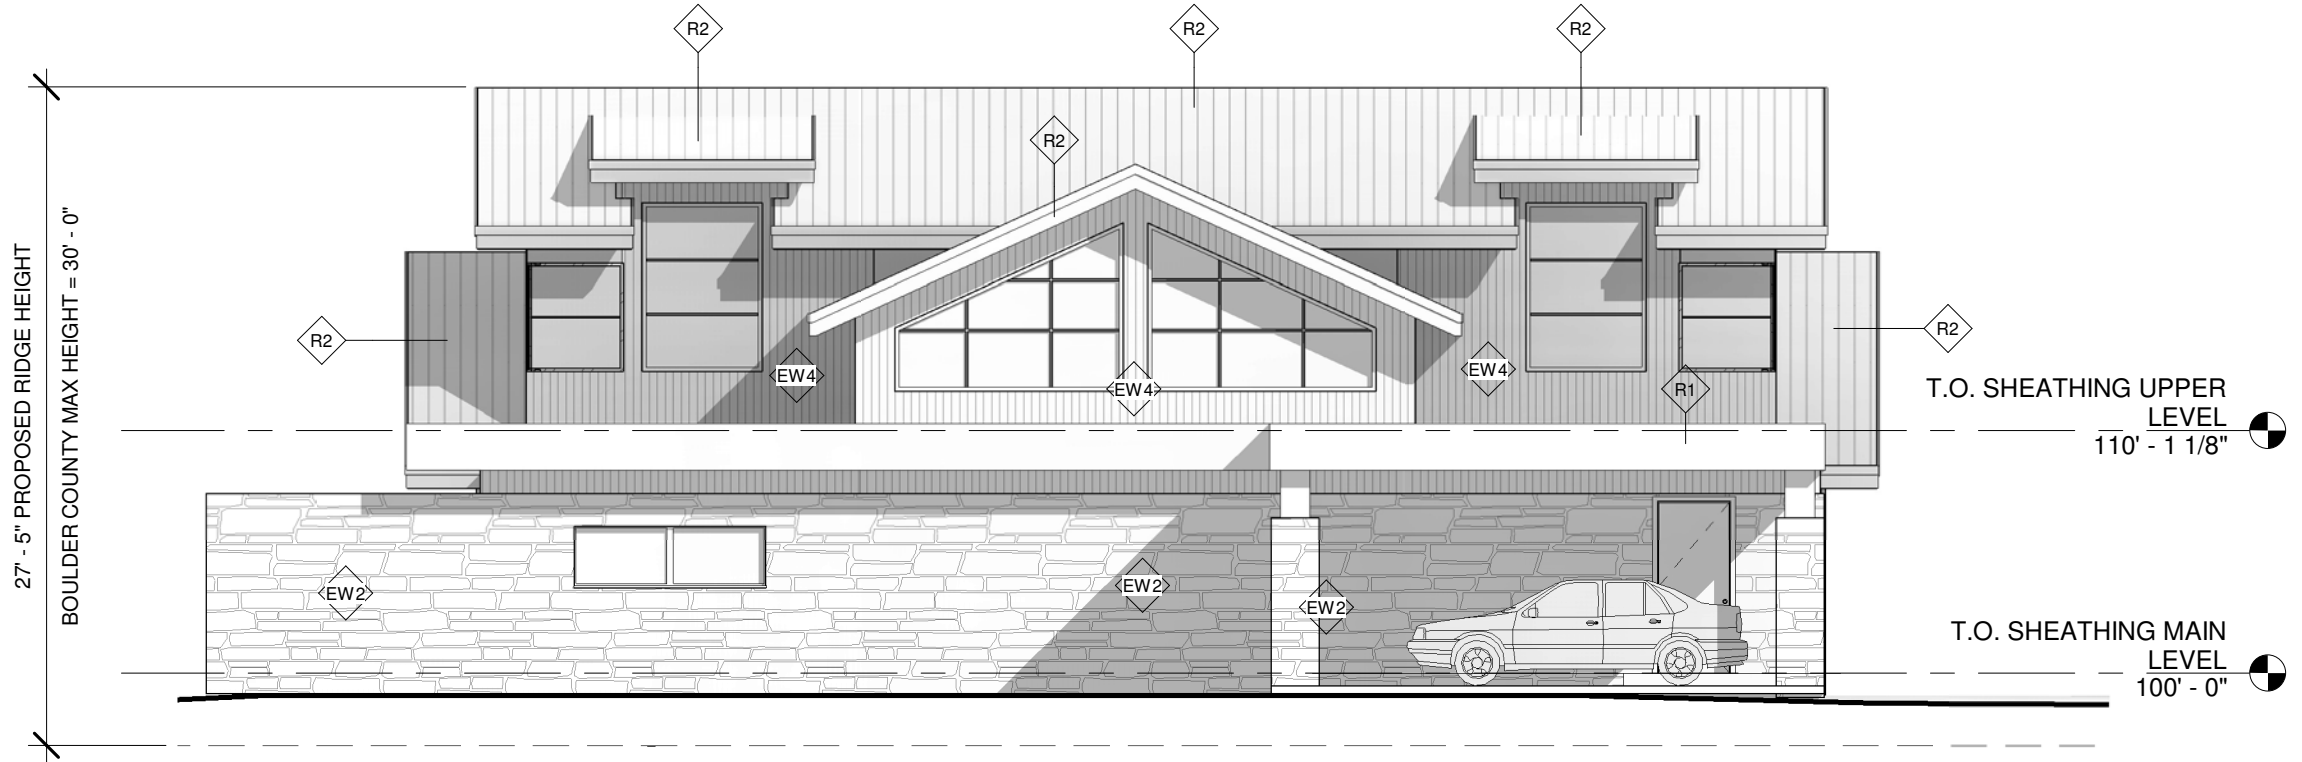 R2
R2
R2
R2
R2
R2
EW4
EW4
EW4
R1
27' - 5" PROPOSED RIDGE HEIGHT
BOULDER COUNTY MAX HEIGHT = 30' - 0"
T.O. SHEATHING UPPER
LEVEL
110' - 1 1/8"
EW2
EW2
EW2
T.O. SHEATHING MAIN
LEVEL
100' - 0"